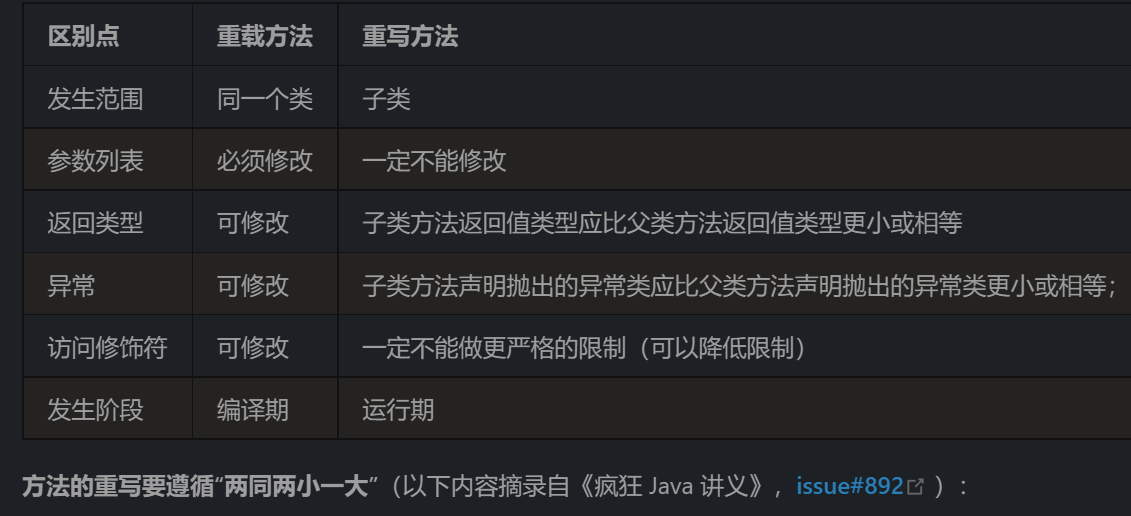 区别点 重载方法 重写方法
发生范围 同一个类 子类
参数列表 必须修改 一定不能修改
返回类型 可修改 子类方法返回值类型应比父类方法返回值类型更小或相等
异常 可修改 子类方法声明抛出的异常类应比父类方法声明抛出的异常类更小或相等；
访问修饰符 可修改 一定不能做更严格的限制（可以降低限制）
发生阶段 编译期 运行期
方法的重写要遵循“两同两小一大”（以下内容摘录自《疯狂 Java 讲义》，issue#892 ）：